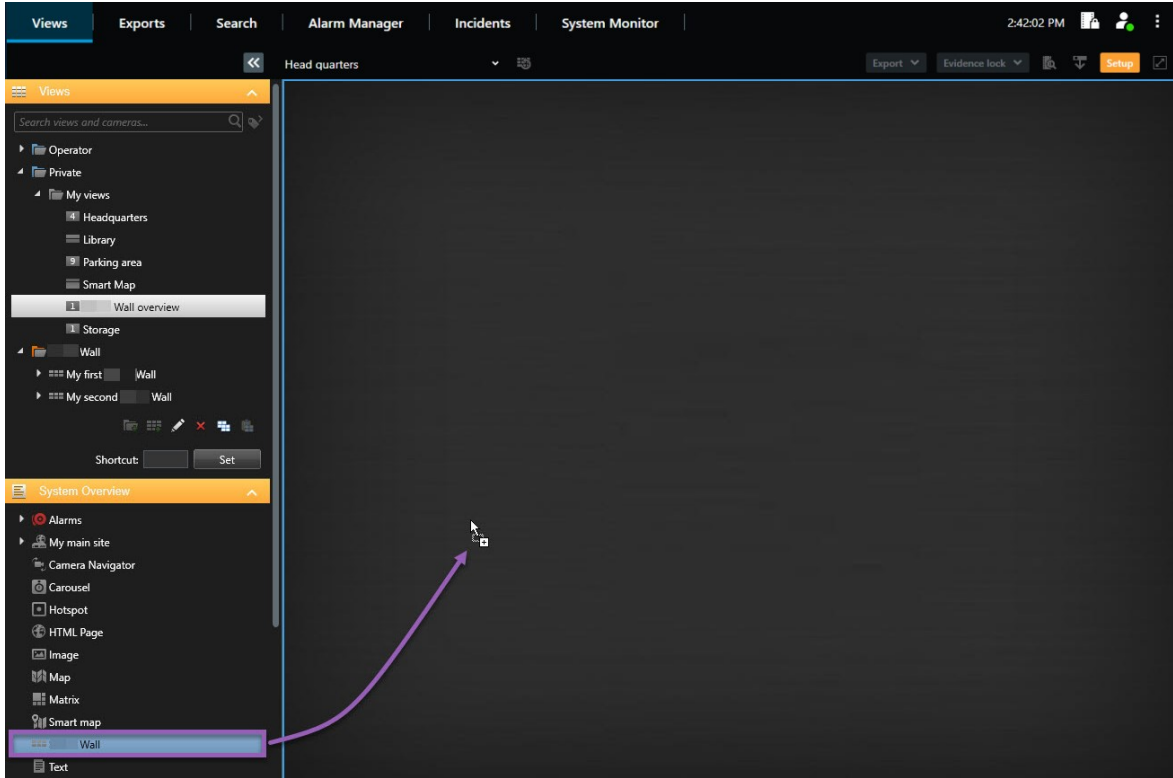 Views Exports Search Alarm Manager Incidents System Monitor 2:42:02 PM
Head quarters Export Evidence lock Setup
Views
Search views and cameras...
Operator
Private
My views
4 Headquarters
Library
9 Parking area
Smart Map
1 Wall overview
1 Storage
Wall
My first Wall
My second Wall
Shortcut: Set
System Overview
Alarms
My main site
Camera Navigator
Carousel
Hotspot
HTML Page
Image
Map
Matrix
Smart map
Wall
Text